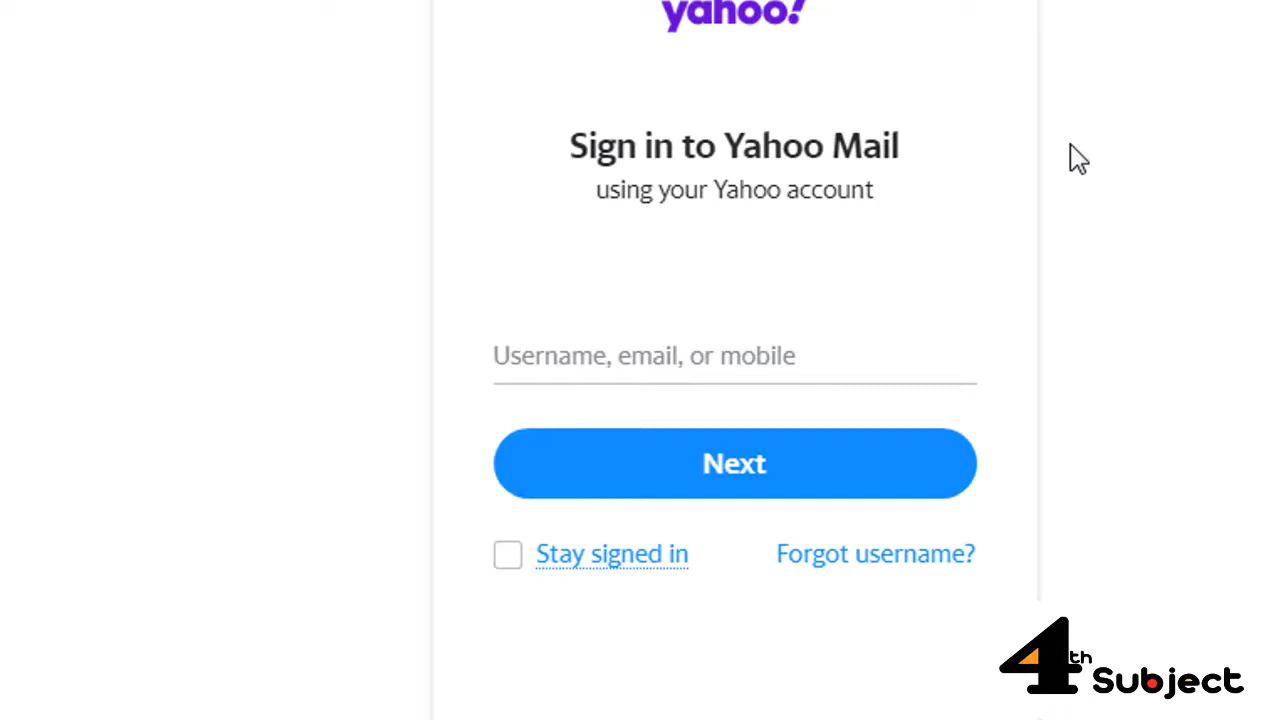 yahoo!
Sign in to Yahoo Mail
using your Yahoo account
Username, email, or mobile
Next
Stay signed in
Forgot username?
4th
Subject